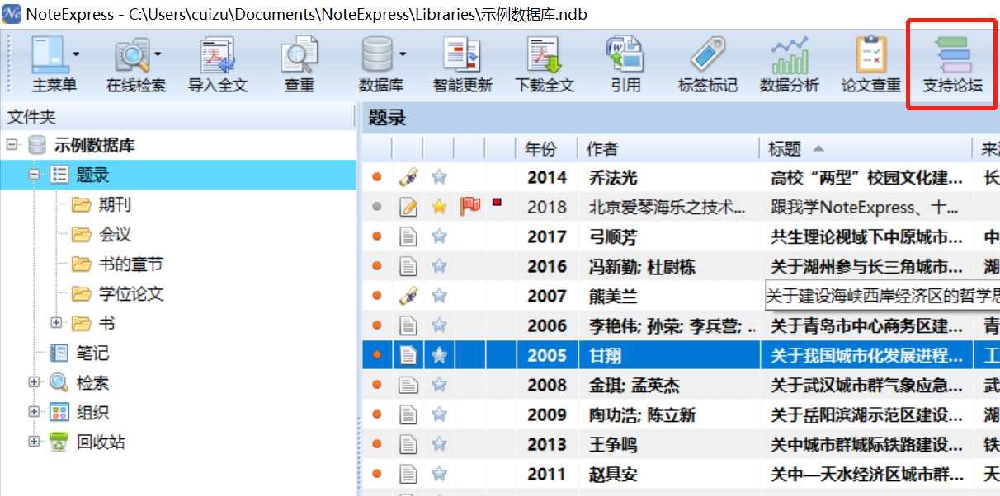 NoteExpress - C:\Users\cuizu\Documents\NoteExpress\Libraries\示例数据库.ndb
主菜单 在线检索 导入全文 查重 数据库 智能更新 下载全文 引用 标签标记 数据分析 论文查重 支持论坛
文件夹
示例数据库
题录
期刊
会议
书的章节
学位论文
书
笔记
检索
组织
回收站
题录
年份 作者 标题 来
2014 乔法光 高校“两型”校园文化建... 长
2018 北京爱琴海乐之技术... 跟我学NoteExpress、十...
2017 弓顺芳 共生理论视域下中原城市... 中
2016 冯新勤; 杜尉栋 关于湖州参与长三角城市... 湖
2007 熊美兰 关于建设海峡西岸经济区的哲学思
2006 李艳伟; 孙荣; 李兵营; .. 关于青岛市中心商务区建... 青
2005 甘翔 关于我国城市化发展进程... 工
2008 金琪; 孟英杰 关于武汉城市群气象应急... 武
2009 陶功浩; 陈立新 关于岳阳滨湖示范区建设... 湖
2013 王争鸣 关中城市群城际铁路建设... 铁
2011 赵具安 关中—天水经济区城市群... 天